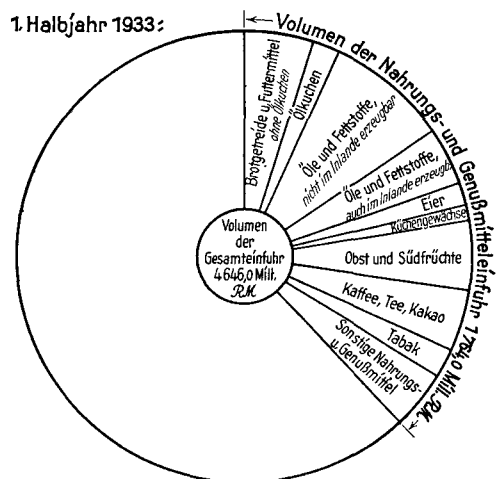 1. Halbjahr 1933:
Volumen der Nahrungs- und Genußmitteleinfuhr 1764,0 Mill. RM
Brotgetreide u. Futtermittel
ohne Ölkuchen
Ölkuchen
Öle und Fettstoffe,
nicht im Inlande erzeugbar
Öle und Fettstoffe,
auch im Inlande erzeugb.
Eier
Küchengewächse
Obst und Südfrüchte
Kaffee, Tee, Kakao
Tabak
Sonstige Nahrungs-
u. Genußmittel
Volumen
der
Gesamteinfuhr
4646,0 Mill.
RM